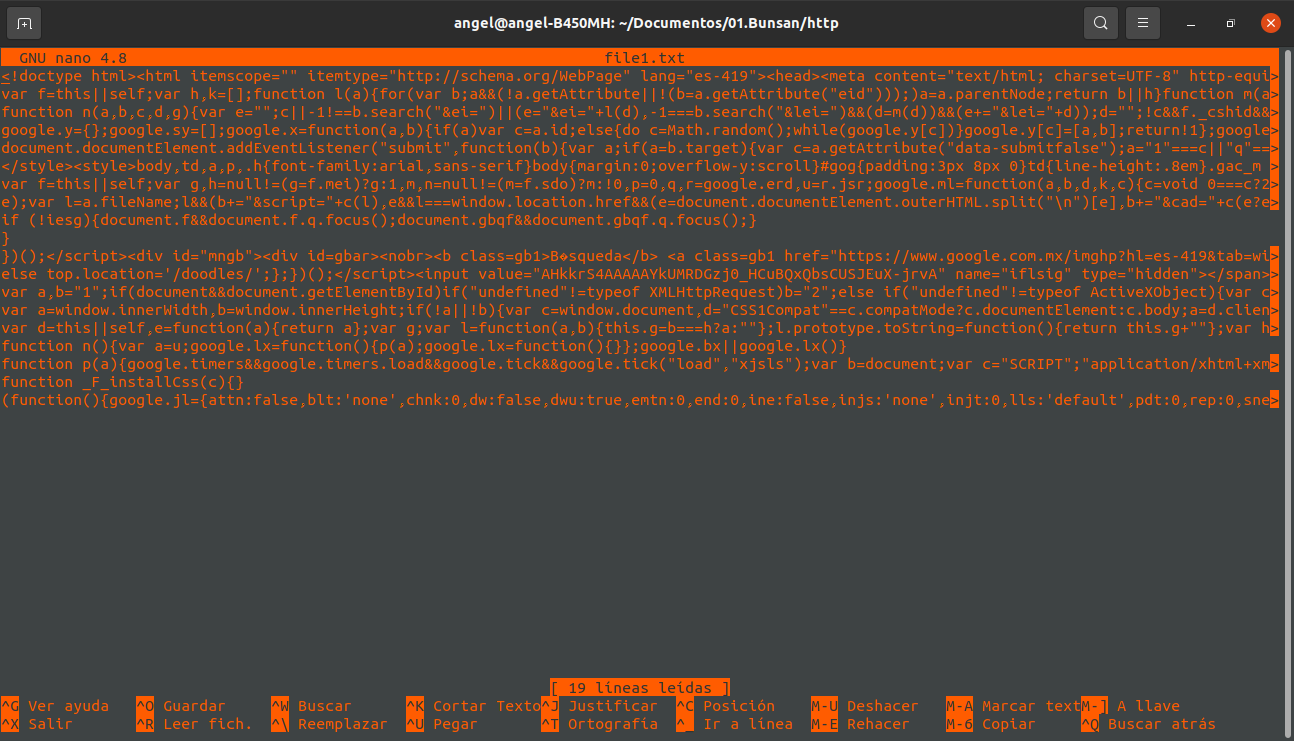 angel@angel-B450MH: ~/Documentos/01.Bunsan/http
GNU nano 4.8 file1.txt
<!doctype html><html itemscope="" itemtype="http://schema.org/WebPage" lang="es-419"><head><meta content="text/html; charset=UTF-8" http-equi>
var f=this||self;var h,k=[];function l(a){for(var b;a&&(!a.getAttribute||!(b=a.getAttribute("eid")));)a=a.parentNode;return b||h}function m(a>
function n(a,b,c,d,g){var e="";c||-1!==b.search("&ei=")||(e="&ei="+l(d),-1===b.search("&lei=")&&(d=m(d))&&(e+="&lei="+d));d="";!c&&f._cshid&&>
google.y={};google.sy=[];google.x=function(a,b){if(a)var c=a.id;else{do c=Math.random();while(google.y[c])}google.y[c]=[a,b];return!1};google>
document.documentElement.addEventListener("submit",function(b){var a;if(a=b.target){var c=a.getAttribute("data-submitfalse");a="1"===c||"q"==>
</style><style>body,td,a,p,.h{font-family:arial,sans-serif}body{margin:0;overflow-y:scroll}#gog{padding:3px 8px 0}td{line-height:.8em}.gac_m >
var f=this||self;var g,h=null!=(g=f.mei)?g:1,m,n=null!=(m=f.sdo)?m:!0,p=0,q,r=google.erd,u=r.jsr;google.ml=function(a,b,d,k,c){c=void 0===c?2>
e);var l=a.fileName;l&&(b+="&script="+c(l),e&&l===window.location.href&&(e=document.documentElement.outerHTML.split("\n")[e],b+="&cad="+c(e?e>
if (!iesg){document.f&&document.f.q.focus();document.gbqf&&document.gbqf.q.focus();}
}
})();</script><div id="mngb"><div id=gbar><nobr><b class=gb1>B�squeda</b> <a class=gb1 href="https://www.google.com.mx/imghp?hl=es-419&tab=wi>
else top.location='/doodles/';};})();</script><input value="AHkkrS4AAAAAYkUMRDGzj0_HCuBQxQbsCUSJEuX-jrvA" name="iflsig" type="hidden"></span>>
var a,b="1";if(document&&document.getElementById)if("undefined"!=typeof XMLHttpRequest)b="2";else if("undefined"!=typeof ActiveXObject){var c>
var a=window.innerWidth,b=window.innerHeight;if(!a||!b){var c=window.document,d="CSS1Compat"==c.compatMode?c.documentElement:c.body;a=d.clien>
var d=this||self,e=function(a){return a};var g;var l=function(a,b){this.g=b===h?a:""};l.prototype.toString=function(){return this.g+""};var h>
function n(){var a=u;google.lx=function(){p(a);google.lx=function(){}};google.bx||google.lx()}
function p(a){google.timers&&google.timers.load&&google.tick&&google.tick("load","xjsls");var b=document;var c="SCRIPT";"application/xhtml+xm>
function _F_installCss(c){}
(function(){google.jl={attn:false,blt:'none',chnk:0,dw:false,dwu:true,emtn:0,end:0,ine:false,injs:'none',injt:0,lls:'default',pdt:0,rep:0,sne>
[ 19 líneas leídas ]
^G Ver ayuda ^O Guardar ^W Buscar ^K Cortar Texto ^J Justificar ^C Posición M-U Deshacer M-A Marcar text M-] A llave
^X Salir ^R Leer fich. ^\ Reemplazar ^U Pegar ^T Ortografía ^_ Ir a línea M-E Rehacer M-6 Copiar ^Q Buscar atrás